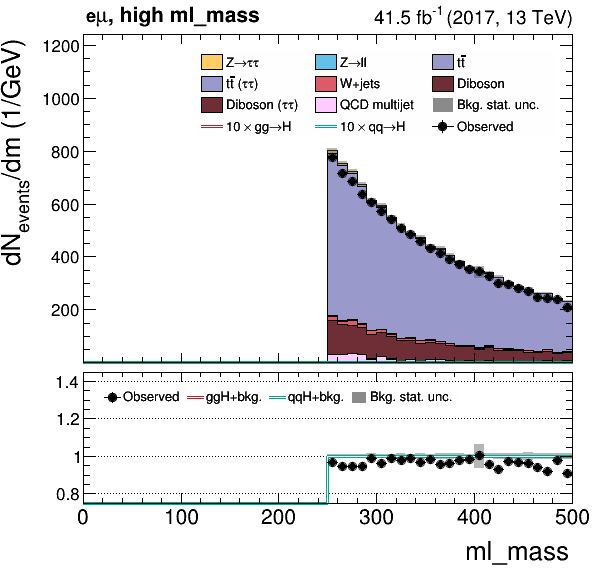 eμ, high ml_mass 41.5 fb⁻¹ (2017, 13 TeV)
dN_events/dm (1/GeV)
1200
1000
800
600
400
200
Z→ττ Z→ll tt̄
tt̄ (ττ) W+jets Diboson
Diboson (ττ) QCD multijet Bkg. stat. unc.
10 × gg→H 10 × qq→H Observed
1.4
1.2
1
0.8
Observed ggH+bkg. qqH+bkg. Bkg. stat. unc.
0 100 200 300 400 500
ml_mass